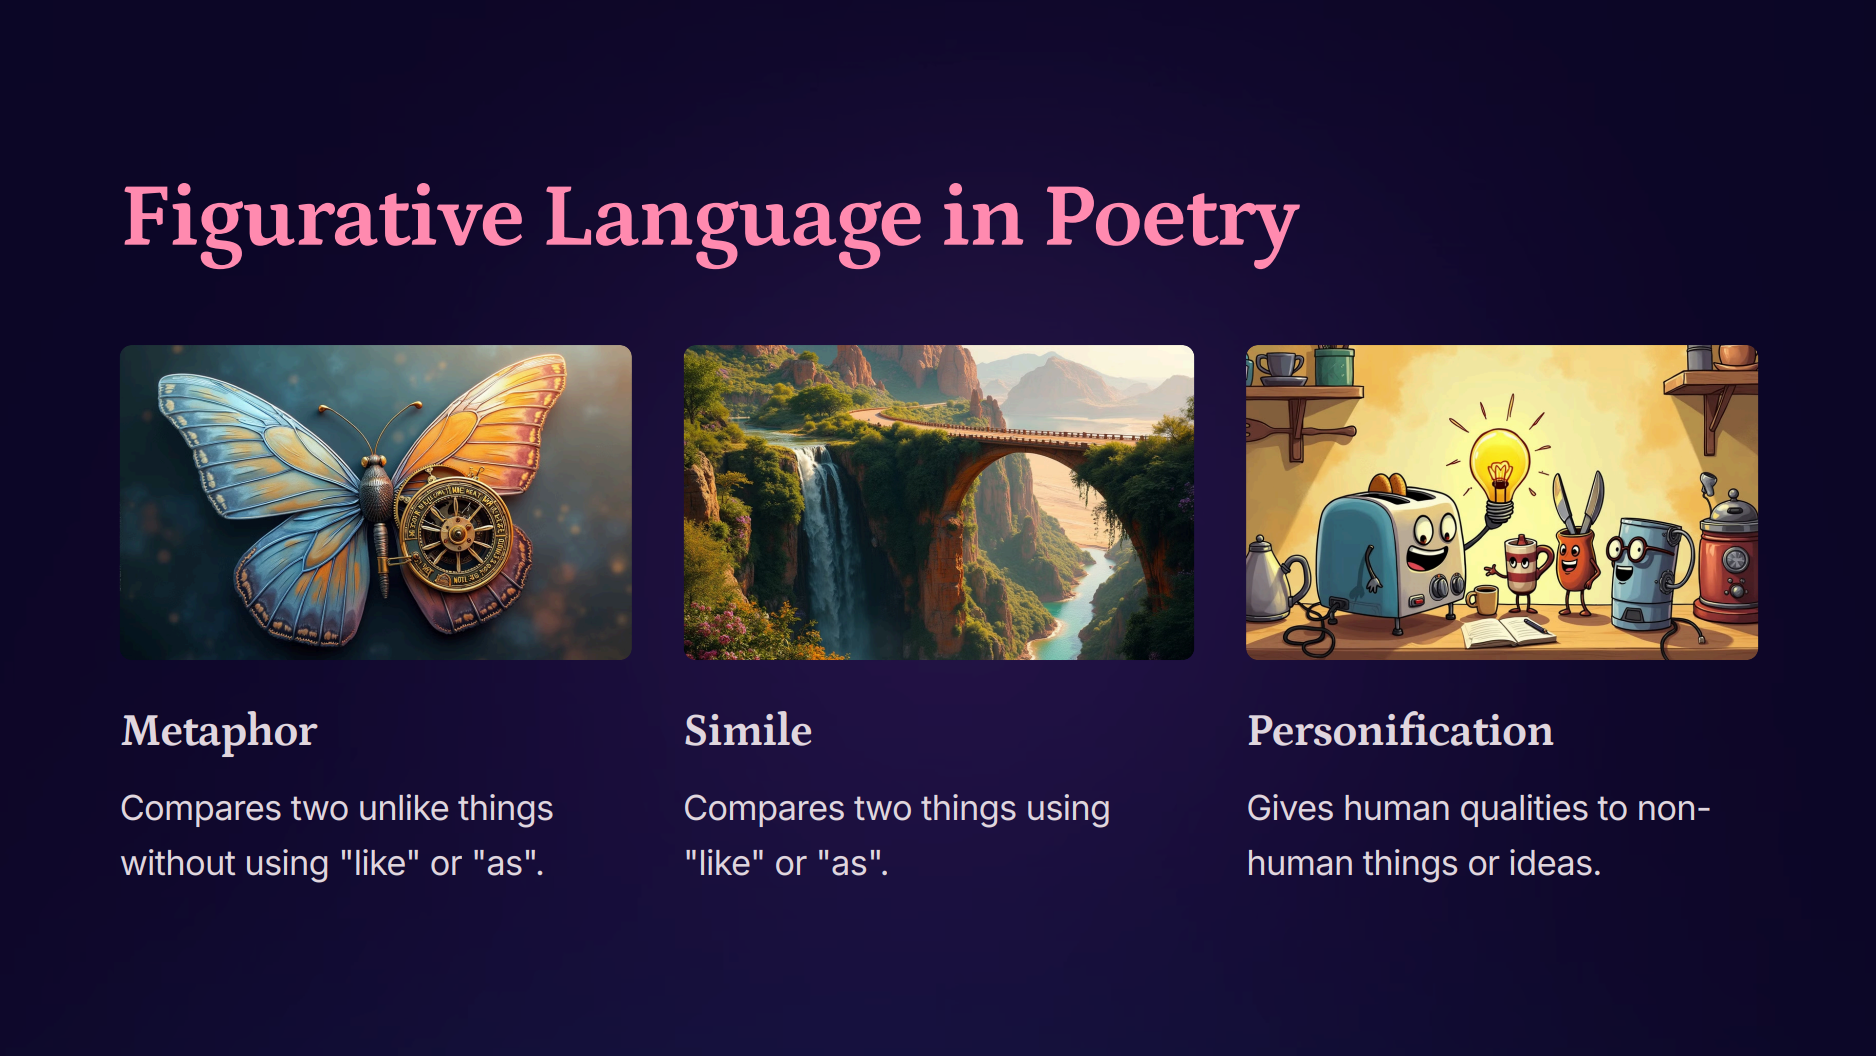 Figurative Language in Poetry
Metaphor
Compares two unlike things
without using "like" or "as".
Simile
Compares two things using
"like" or "as".
Personification
Gives human qualities to non-
human things or ideas.